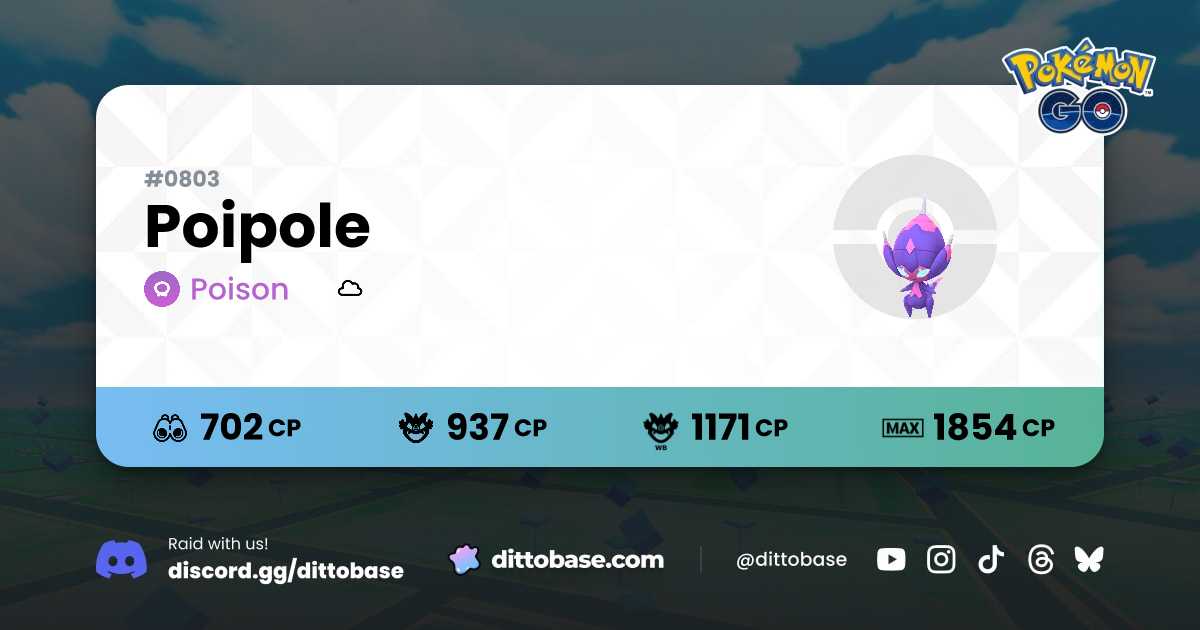 POKÉMON
GO
#0803
Poipole
Poison
702 CP
937 CP
WB
1171 CP
MAX 1854 CP
Raid with us!
discord.gg/dittobase
dittobase.com
@dittobase